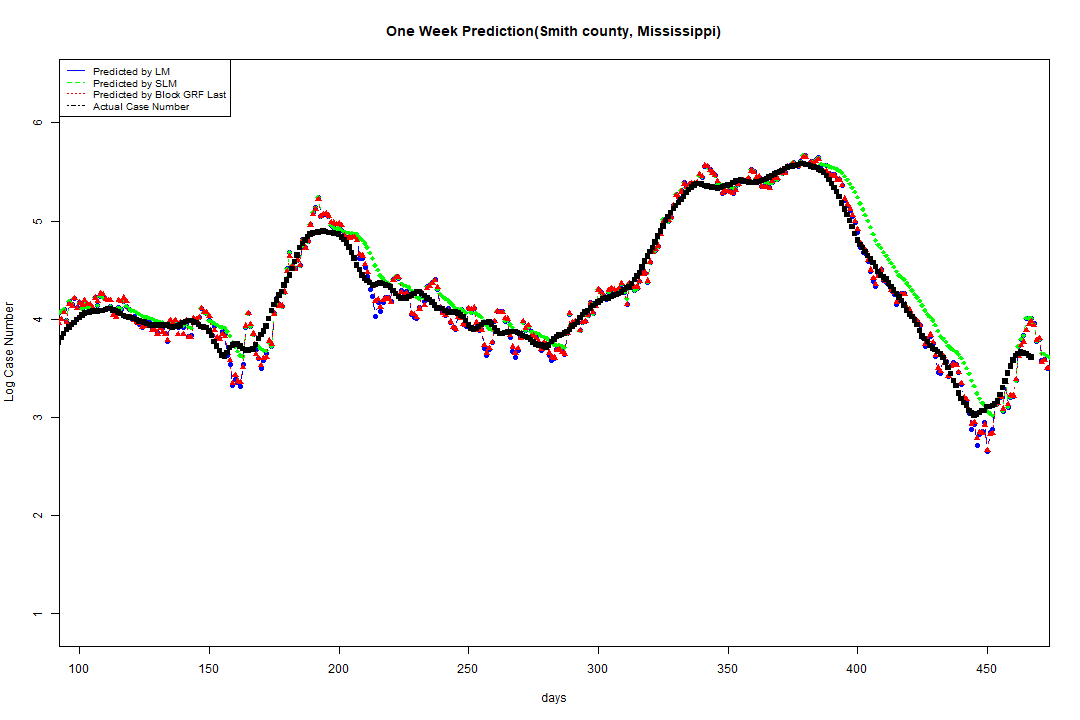 One Week Prediction(Smith county, Mississippi)
Predicted by LM
Predicted by SLM
Predicted by Block GRF Last
Actual Case Number
6
5
4
3
2
1
Log Case Number
100 150 200 250 300 350 400 450
days